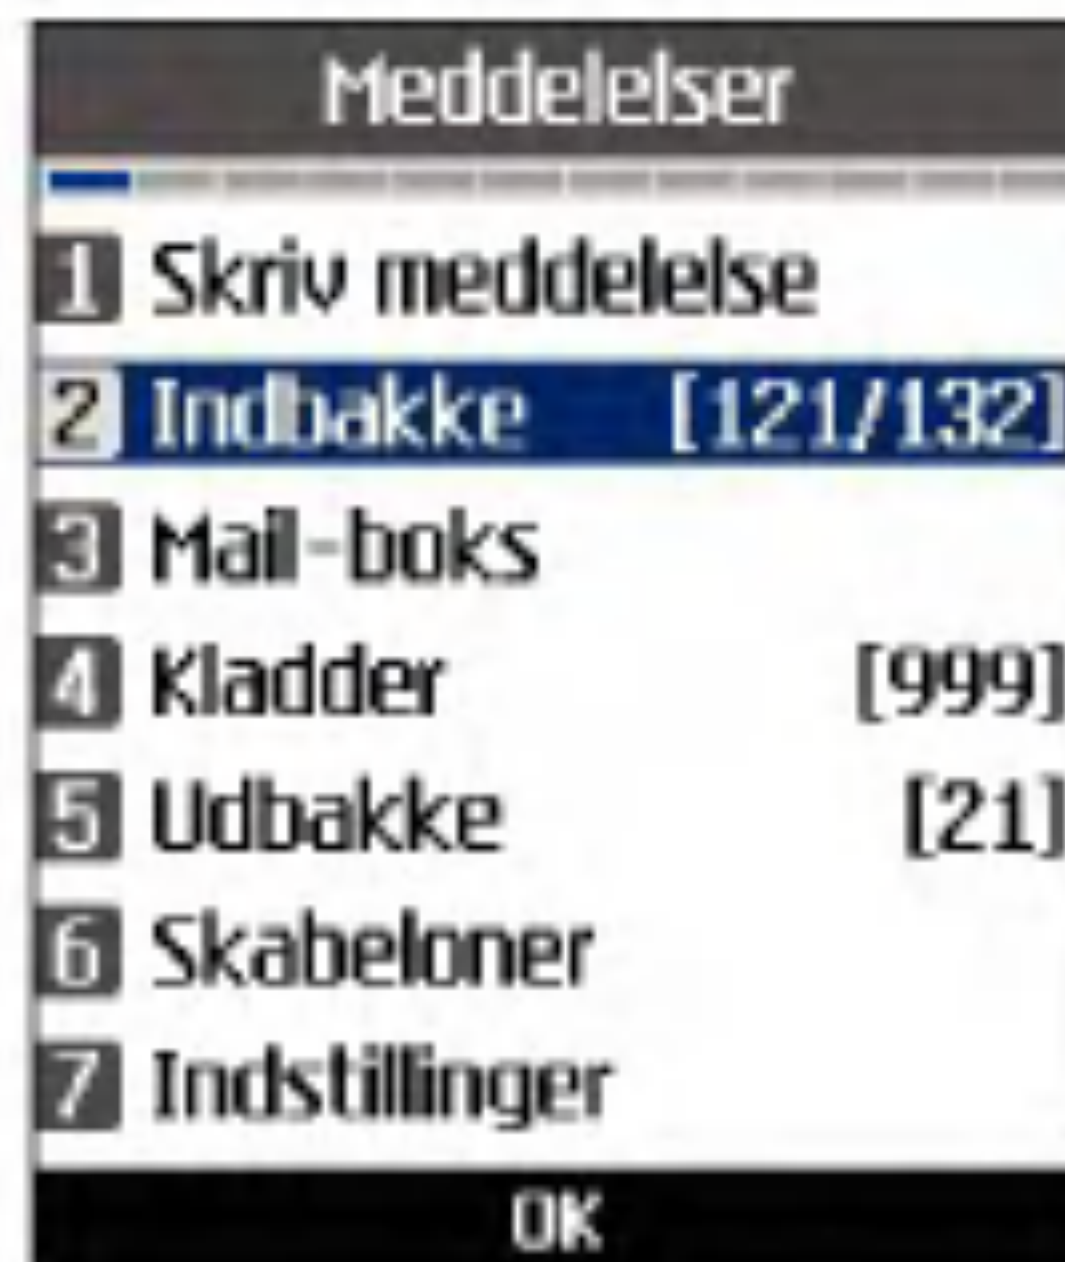 Meddelelser
1 Skriv meddelelse
2 Indbakke [121/132]
3 Mail-boks
4 Kladder [999]
5 Udbakke [21]
6 Skabeloner
7 Indstillinger
OK